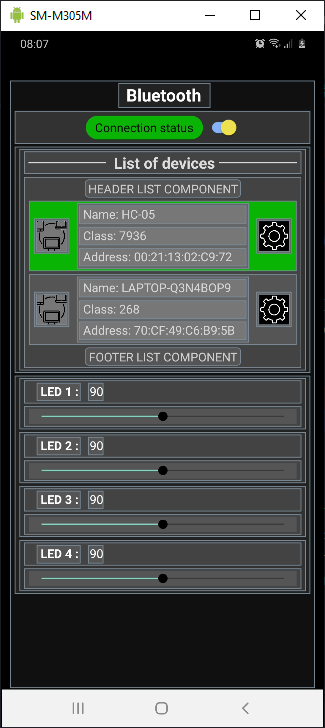 SM-M305M
08:07
Bluetooth
Connection status
List of devices
HEADER LIST COMPONENT
Name: HC-05
Class: 7936
Address: 00:21:13:02:C9:72
Name: LAPTOP-Q3N4BOP9
Class: 268
Address: 70:CF:49:C6:B9:5B
FOOTER LIST COMPONENT
LED 1 : 90
LED 2 : 90
LED 3 : 90
LED 4 : 90